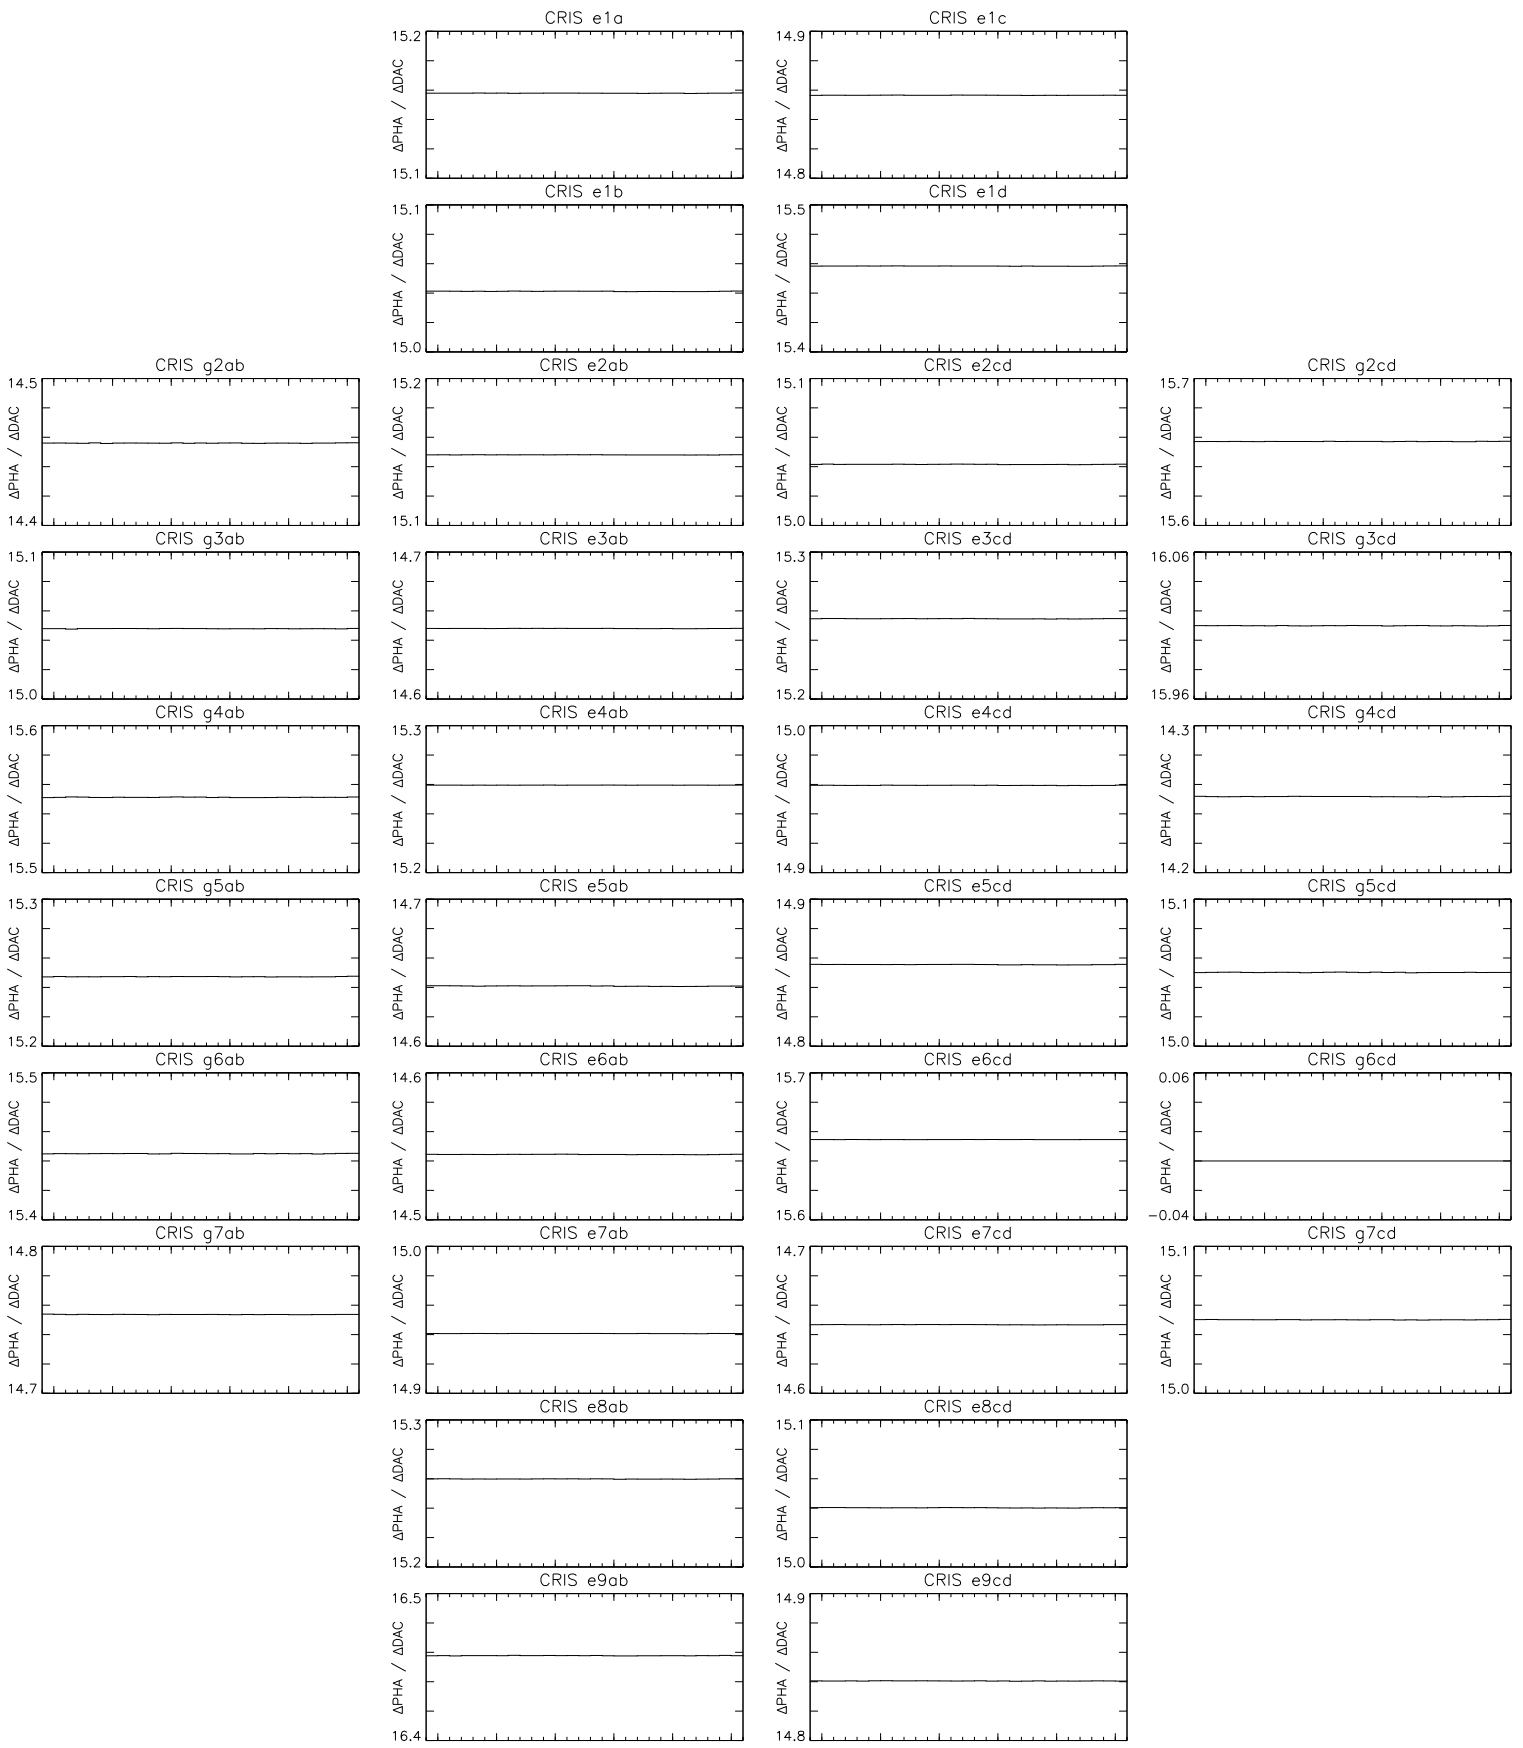 CRIS e1a
15.2
ΔPHA / ΔDAC
15.1
CRIS e1c
14.9
ΔPHA / ΔDAC
14.8
CRIS e1b
15.1
ΔPHA / ΔDAC
15.0
CRIS e1d
15.5
ΔPHA / ΔDAC
15.4
CRIS g2ab
14.5
ΔPHA / ΔDAC
14.4
CRIS e2ab
15.2
ΔPHA / ΔDAC
15.1
CRIS e2cd
15.1
ΔPHA / ΔDAC
15.0
CRIS g2cd
15.7
ΔPHA / ΔDAC
15.6
CRIS g3ab
15.1
ΔPHA / ΔDAC
15.0
CRIS e3ab
14.7
ΔPHA / ΔDAC
14.6
CRIS e3cd
15.3
ΔPHA / ΔDAC
15.2
CRIS g3cd
16.06
ΔPHA / ΔDAC
15.96
CRIS g4ab
15.6
ΔPHA / ΔDAC
15.5
CRIS e4ab
15.3
ΔPHA / ΔDAC
15.2
CRIS e4cd
15.0
ΔPHA / ΔDAC
14.9
CRIS g4cd
14.3
ΔPHA / ΔDAC
14.2
CRIS g5ab
15.3
ΔPHA / ΔDAC
15.2
CRIS e5ab
14.7
ΔPHA / ΔDAC
14.6
CRIS e5cd
14.9
ΔPHA / ΔDAC
14.8
CRIS g5cd
15.1
ΔPHA / ΔDAC
15.0
CRIS g6ab
15.5
ΔPHA / ΔDAC
15.4
CRIS e6ab
14.6
ΔPHA / ΔDAC
14.5
CRIS e6cd
15.7
ΔPHA / ΔDAC
15.6
CRIS g6cd
0.06
ΔPHA / ΔDAC
−0.04
CRIS g7ab
14.8
ΔPHA / ΔDAC
14.7
CRIS e7ab
15.0
ΔPHA / ΔDAC
14.9
CRIS e7cd
14.7
ΔPHA / ΔDAC
14.6
CRIS g7cd
15.1
ΔPHA / ΔDAC
15.0
CRIS e8ab
15.3
ΔPHA / ΔDAC
15.2
CRIS e8cd
15.1
ΔPHA / ΔDAC
15.0
CRIS e9ab
16.5
ΔPHA / ΔDAC
16.4
CRIS e9cd
14.9
ΔPHA / ΔDAC
14.8